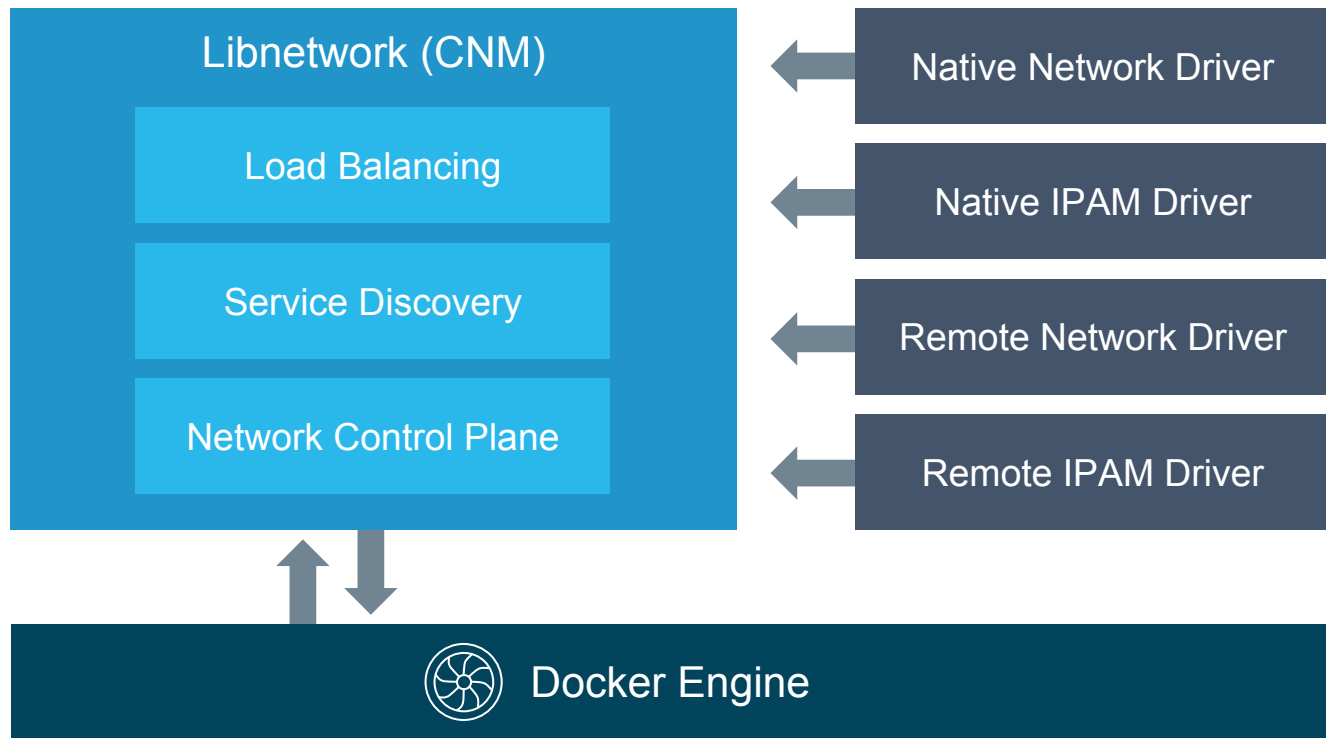 Libnetwork (CNM)
Load Balancing
Service Discovery
Network Control Plane
Native Network Driver
Native IPAM Driver
Remote Network Driver
Remote IPAM Driver
Docker Engine